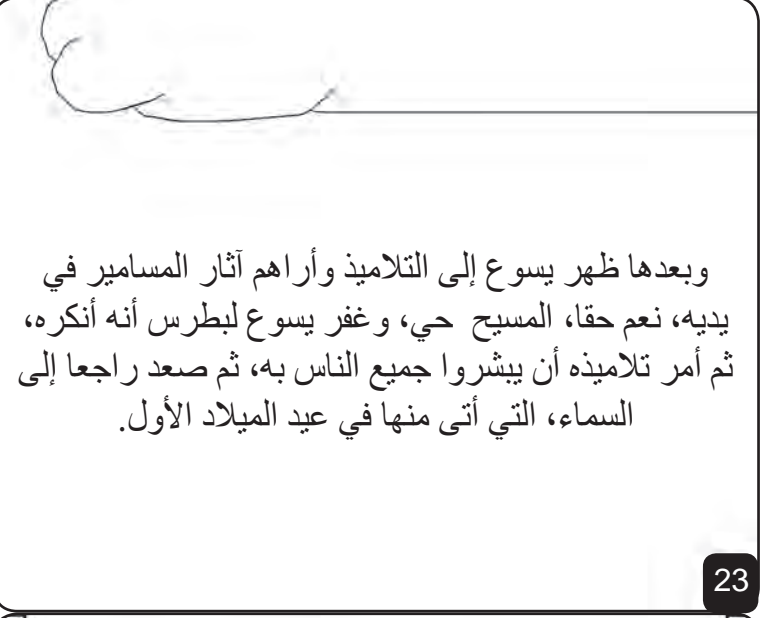 وبعدها ظهر يسوع إلى التلاميذ وأراهم آثار المسامير في
يديه، نعم حقا، المسيح حي، وغفر يسوع لبطرس أنه أنكره،
ثم أمر تلاميذه أن يبشروا جميع الناس به، ثم صعد راجعا إلى
السماء، التي أتى منها في عيد الميلاد الأول.
23